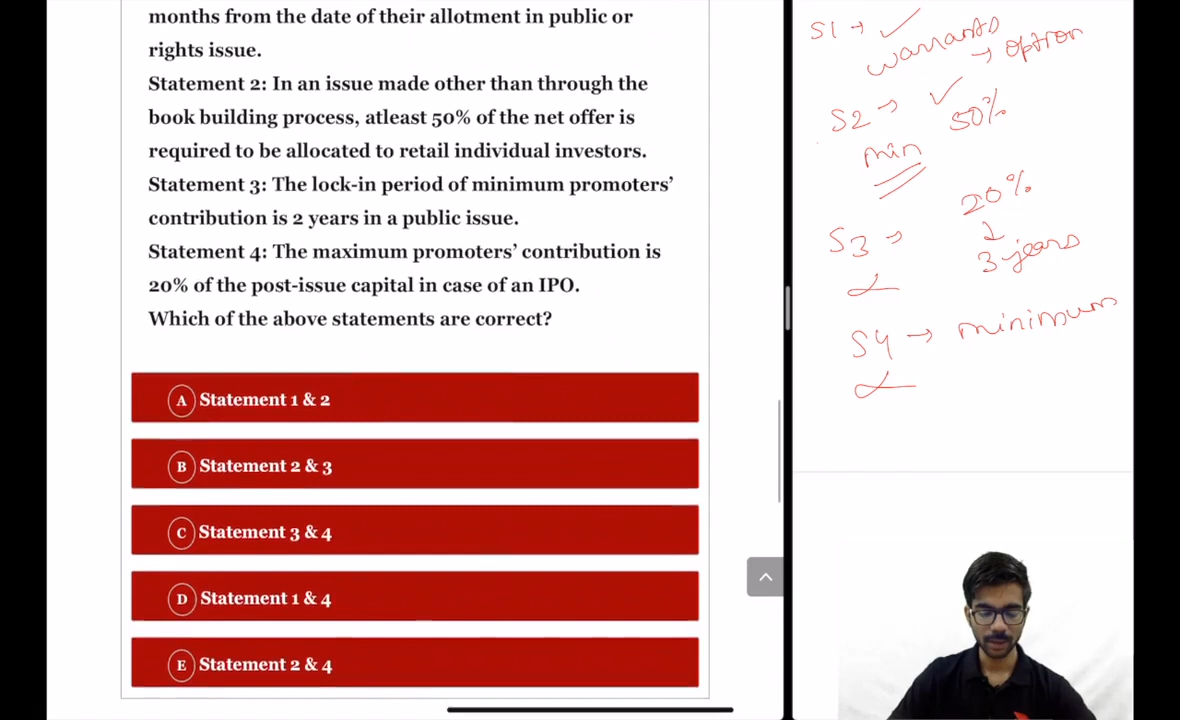 months from the date of their allotment in public or
rights issue.
Statement 2: In an issue made other than through the
book building process, atleast 50% of the net offer is
required to be allocated to retail individual investors.
Statement 3: The lock-in period of minimum promoters’
contribution is 2 years in a public issue.
Statement 4: The maximum promoters’ contribution is
20% of the post-issue capital in case of an IPO.
Which of the above statements are correct?
A Statement 1 & 2
B Statement 2 & 3
C Statement 3 & 4
D Statement 1 & 4
E Statement 2 & 4
S1 → ✓
warrants
→ option
S2 → ✓ 50%
min
20%
S3 →
3 years
S4 → minimum